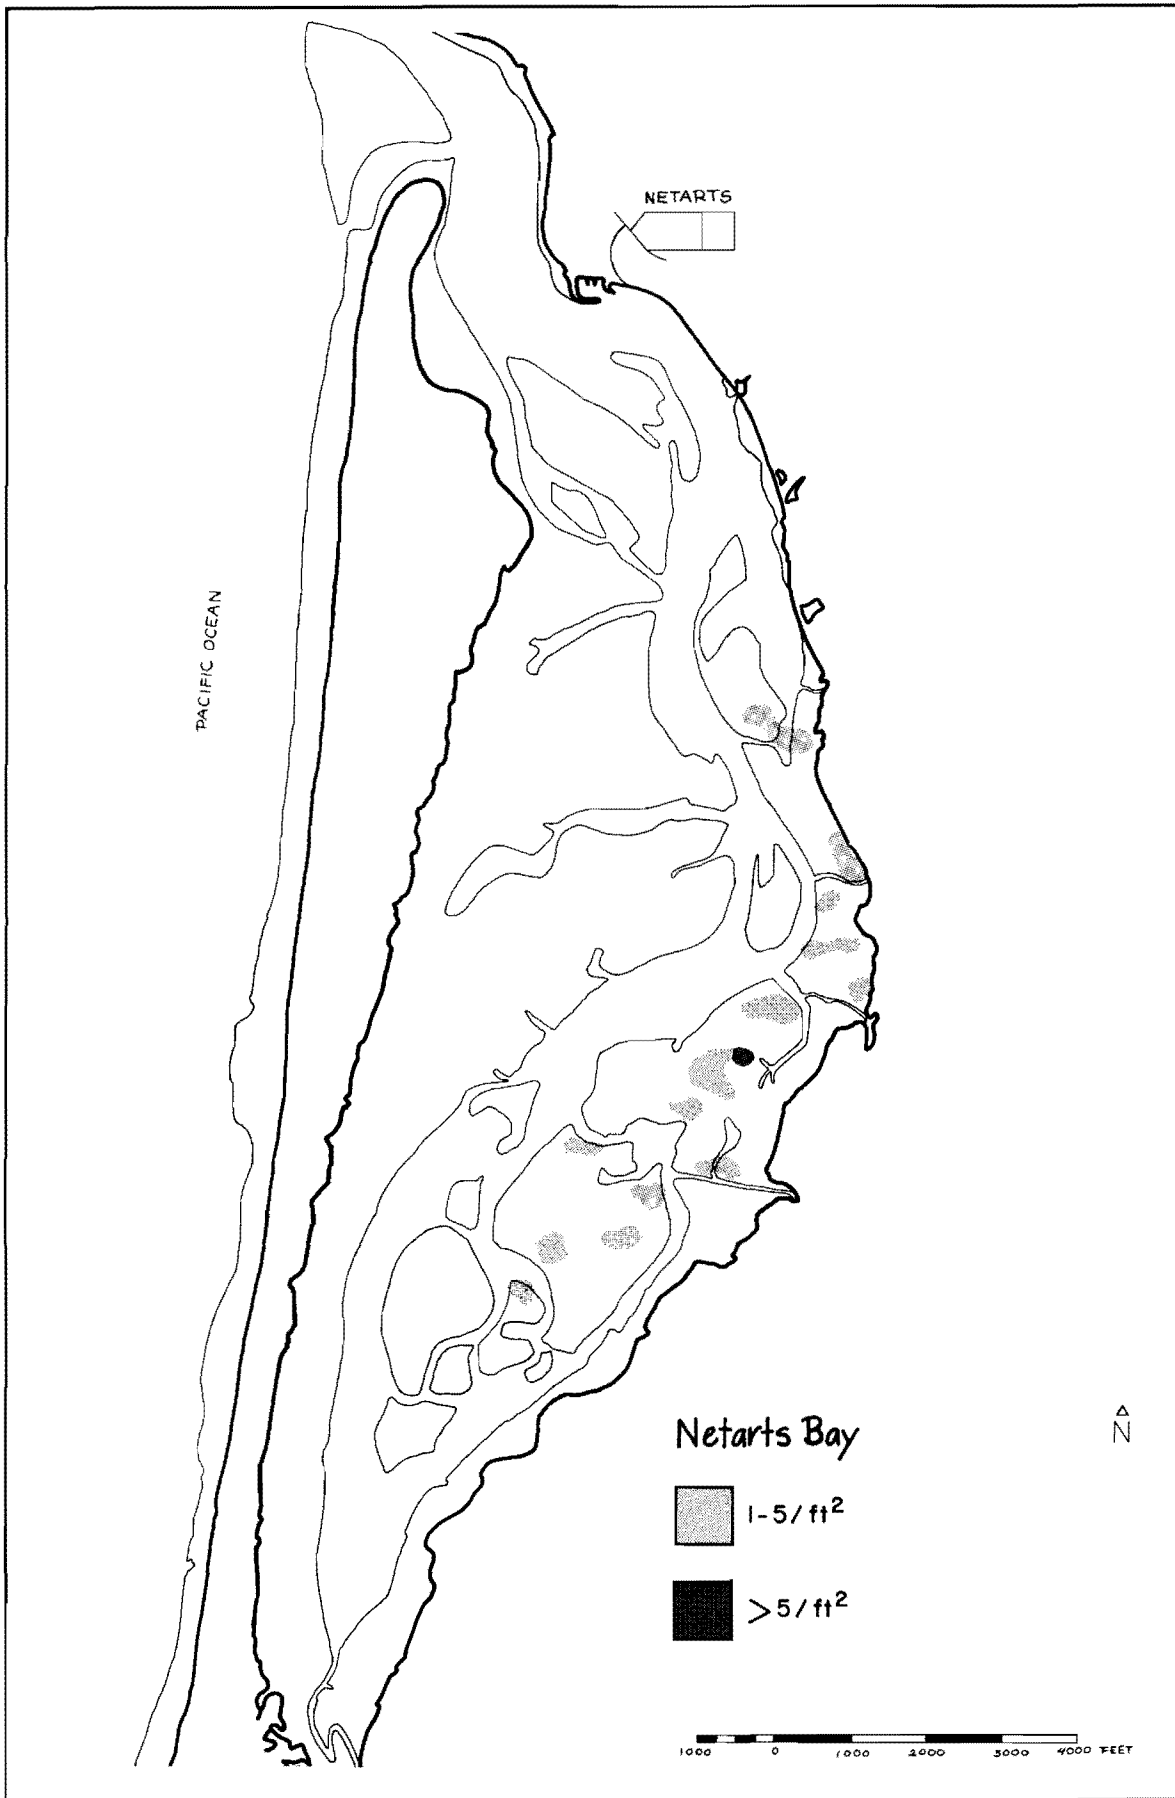 NETARTS
PACIFIC OCEAN
Netarts Bay
N
1-5/ft²
>5/ft²
1000 0 1000 2000 3000 4000 FEET